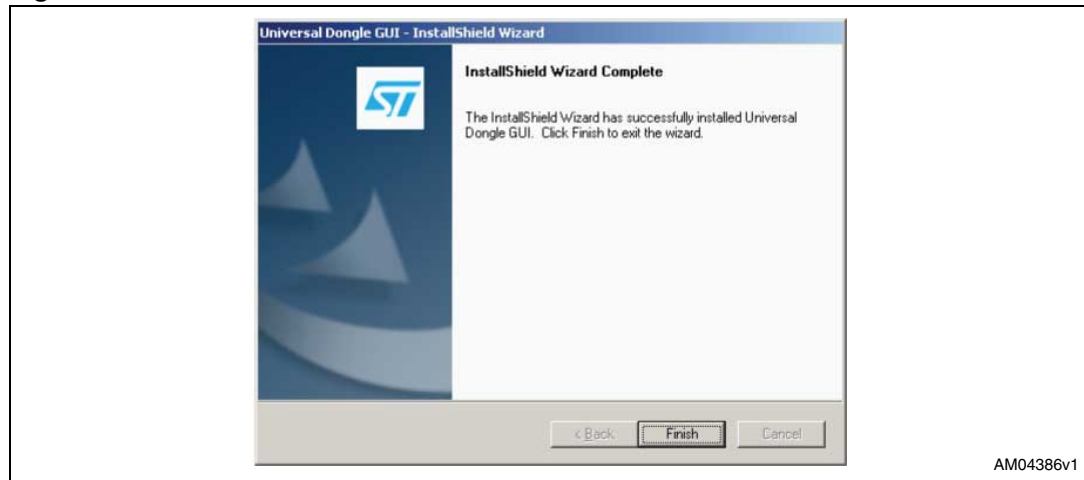 Universal Dongle GUI - InstallShield Wizard
InstallShield Wizard Complete
ST
The InstallShield Wizard has successfully installed Universal
Dongle GUI. Click Finish to exit the wizard.
< Back
Finish
Cancel
AM04386v1